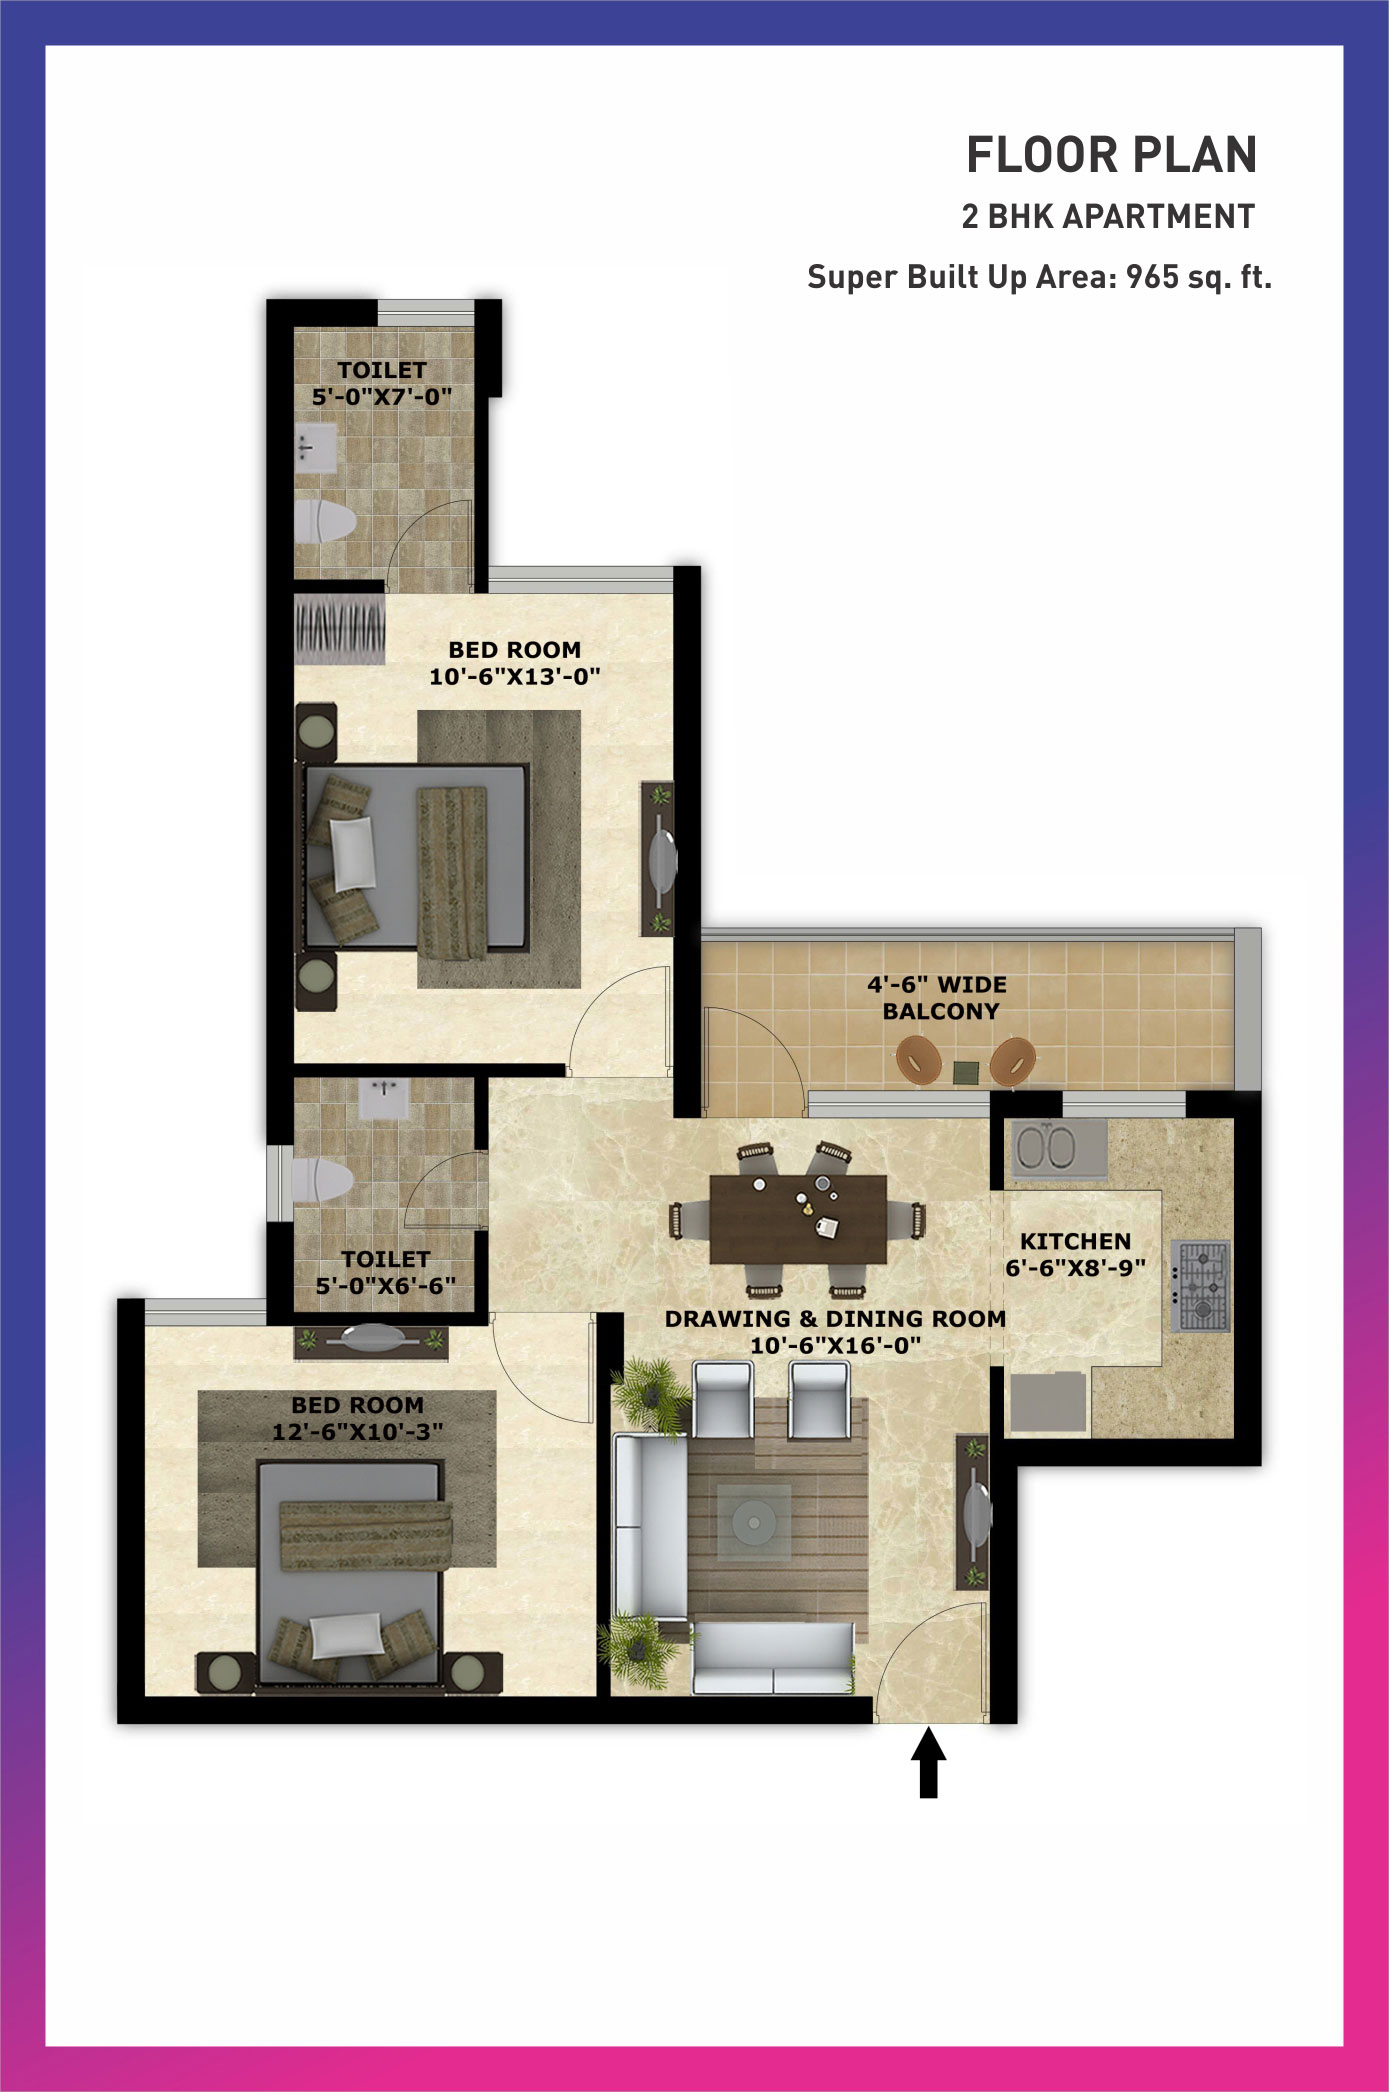 FLOOR PLAN
2 BHK APARTMENT
Super Built Up Area: 965 sq. ft.
TOILET
5'-0"X7'-0"
BED ROOM
10'-6"X13'-0"
4'-6" WIDE
BALCONY
KITCHEN
6'-6"X8'-9"
TOILET
5'-0"X6'-6"
DRAWING & DINING ROOM
10'-6"X16'-0"
BED ROOM
12'-6"X10'-3"